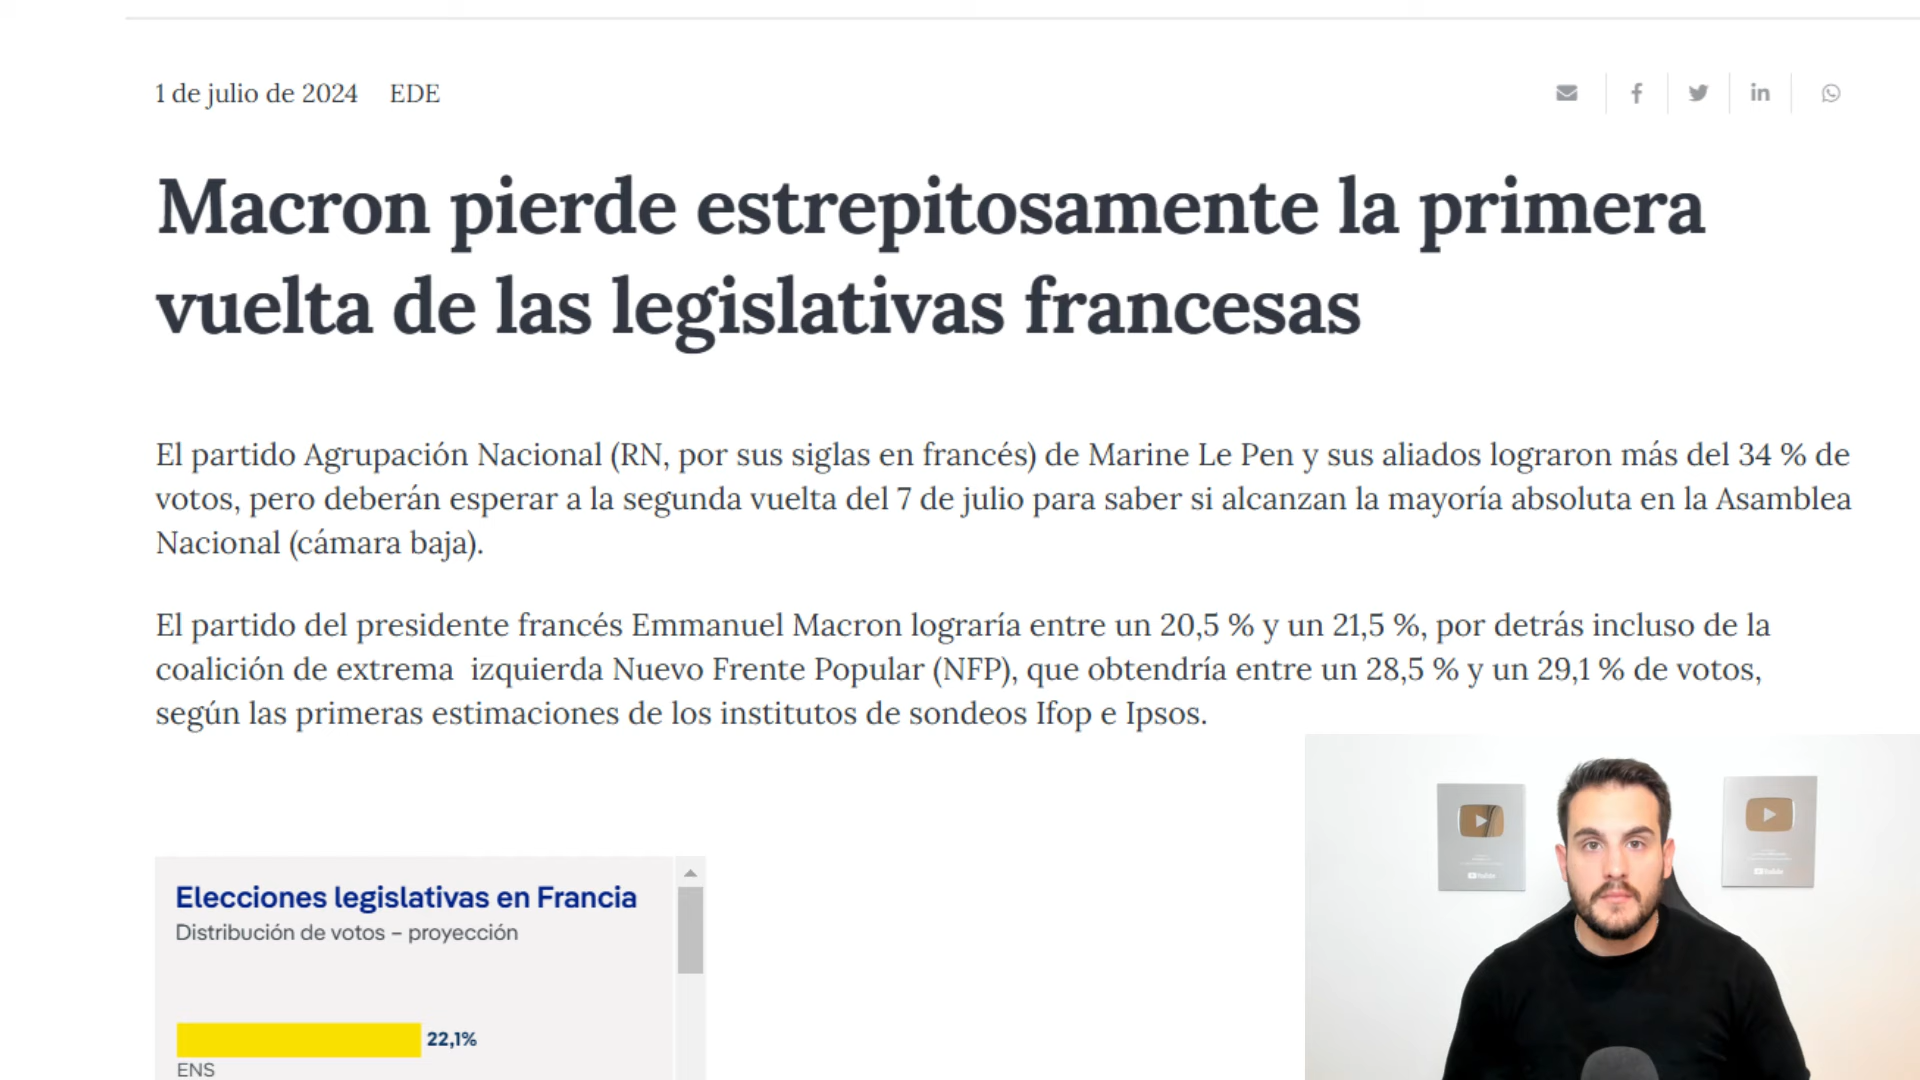 1 de julio de 2024 EDE
Macron pierde estrepitosamente la primera
vuelta de las legislativas francesas
El partido Agrupación Nacional (RN, por sus siglas en francés) de Marine Le Pen y sus aliados lograron más del 34 % de
votos, pero deberán esperar a la segunda vuelta del 7 de julio para saber si alcanzan la mayoría absoluta en la Asamblea
Nacional (cámara baja).
El partido del presidente francés Emmanuel Macron lograría entre un 20,5 % y un 21,5 %, por detrás incluso de la
coalición de extrema izquierda Nuevo Frente Popular (NFP), que obtendría entre un 28,5 % y un 29,1 % de votos,
según las primeras estimaciones de los institutos de sondeos Ifop e Ipsos.
Elecciones legislativas en Francia
Distribución de votos – proyección
22,1%
ENS